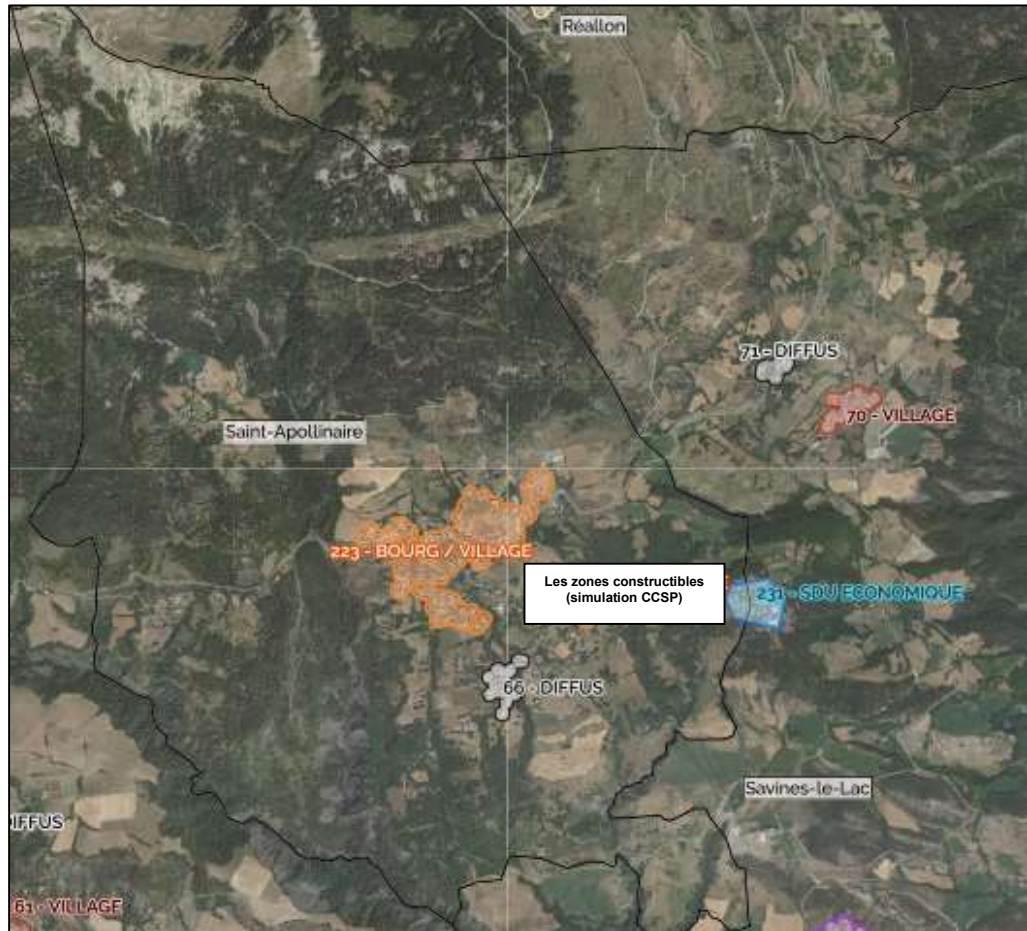 Réallon
71 - DIFFUS
70 - VILLAGE
Saint-Apollinaire
223 - BOURG / VILLAGE
Les zones constructibles
(simulation CCSP)
231 - SDU ECONOMIQUE
66 - DIFFUS
Savines-le-Lac
DIFFUS
61 - VILLAGE